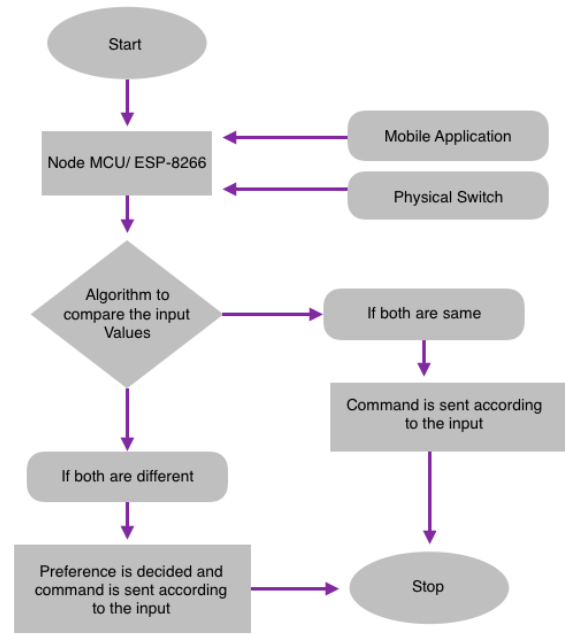 Start
Node MCU/ ESP-8266
Mobile Application
Physical Switch
Algorithm to
compare the input
Values
If both are same
Command is sent according
to the input
If both are different
Preference is decided and
command is sent according
to the input
Stop